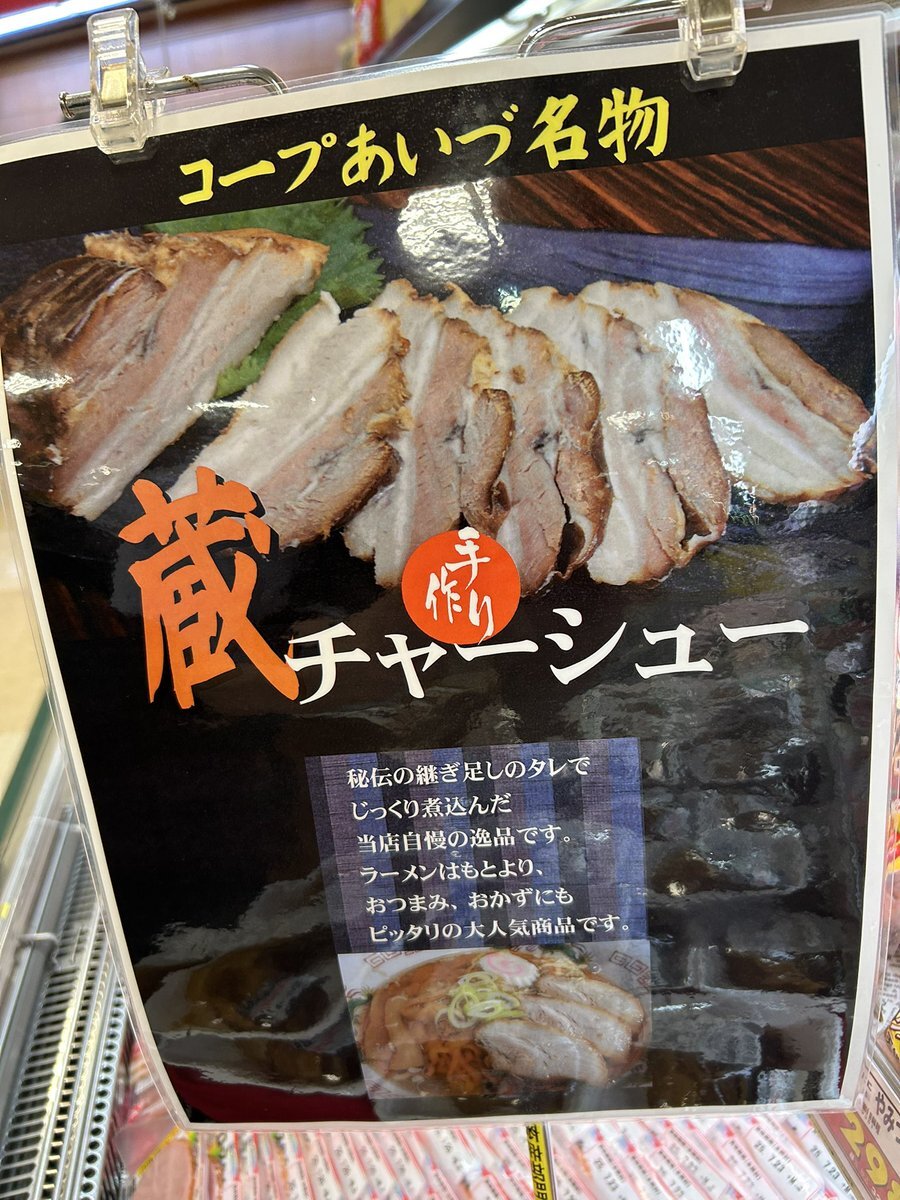 コープあいづ名物
蔵
手作り
チャーシュー
秘伝の継ぎ足しのタレで
じっくり煮込んだ
当店自慢の逸品です。
ラーメンはもとより、
おつまみ、おかずにも
ピッタリの大人気商品です。